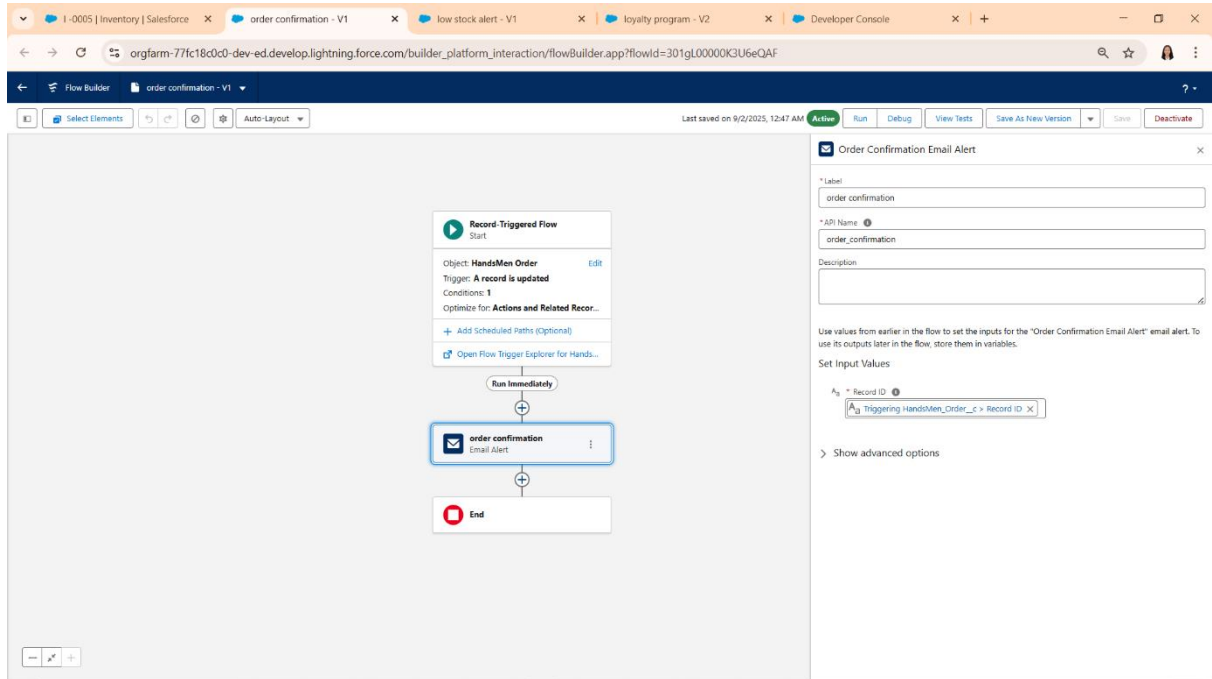 I -0005 | Inventory | Salesforce
order confirmation - V1
low stock alert - V1
loyalty program - V2
Developer Console
orgfarm-77fc18c0c0-dev-ed.develop.lightning.force.com/builder_platform_interaction/flowBuilder.app?flowId=301gL00000K3U6eQAF
Flow Builder
order confirmation - V1
? 
Select Elements
Auto-Layout
Last saved on 9/2/2025, 12:47 AM
Active
Run
Debug
View Tests
Save As New Version
Save
Deactivate
Record-Triggered Flow
Start
Object: HandsMen Order
Edit
Trigger: A record is updated
Conditions: 1
Optimize for: Actions and Related Recor...
+ Add Scheduled Paths (Optional)
Open Flow Trigger Explorer for Hands...
Run Immediately
order confirmation
Email Alert
End
Order Confirmation Email Alert
* Label
order confirmation
* API Name
order_confirmation
Description
Use values from earlier in the flow to set the inputs for the "Order Confirmation Email Alert" email alert. To
use its outputs later in the flow, store them in variables.
Set Input Values
Aa * Record ID
Aa Triggering HandsMen_Order__c > Record ID
Show advanced options